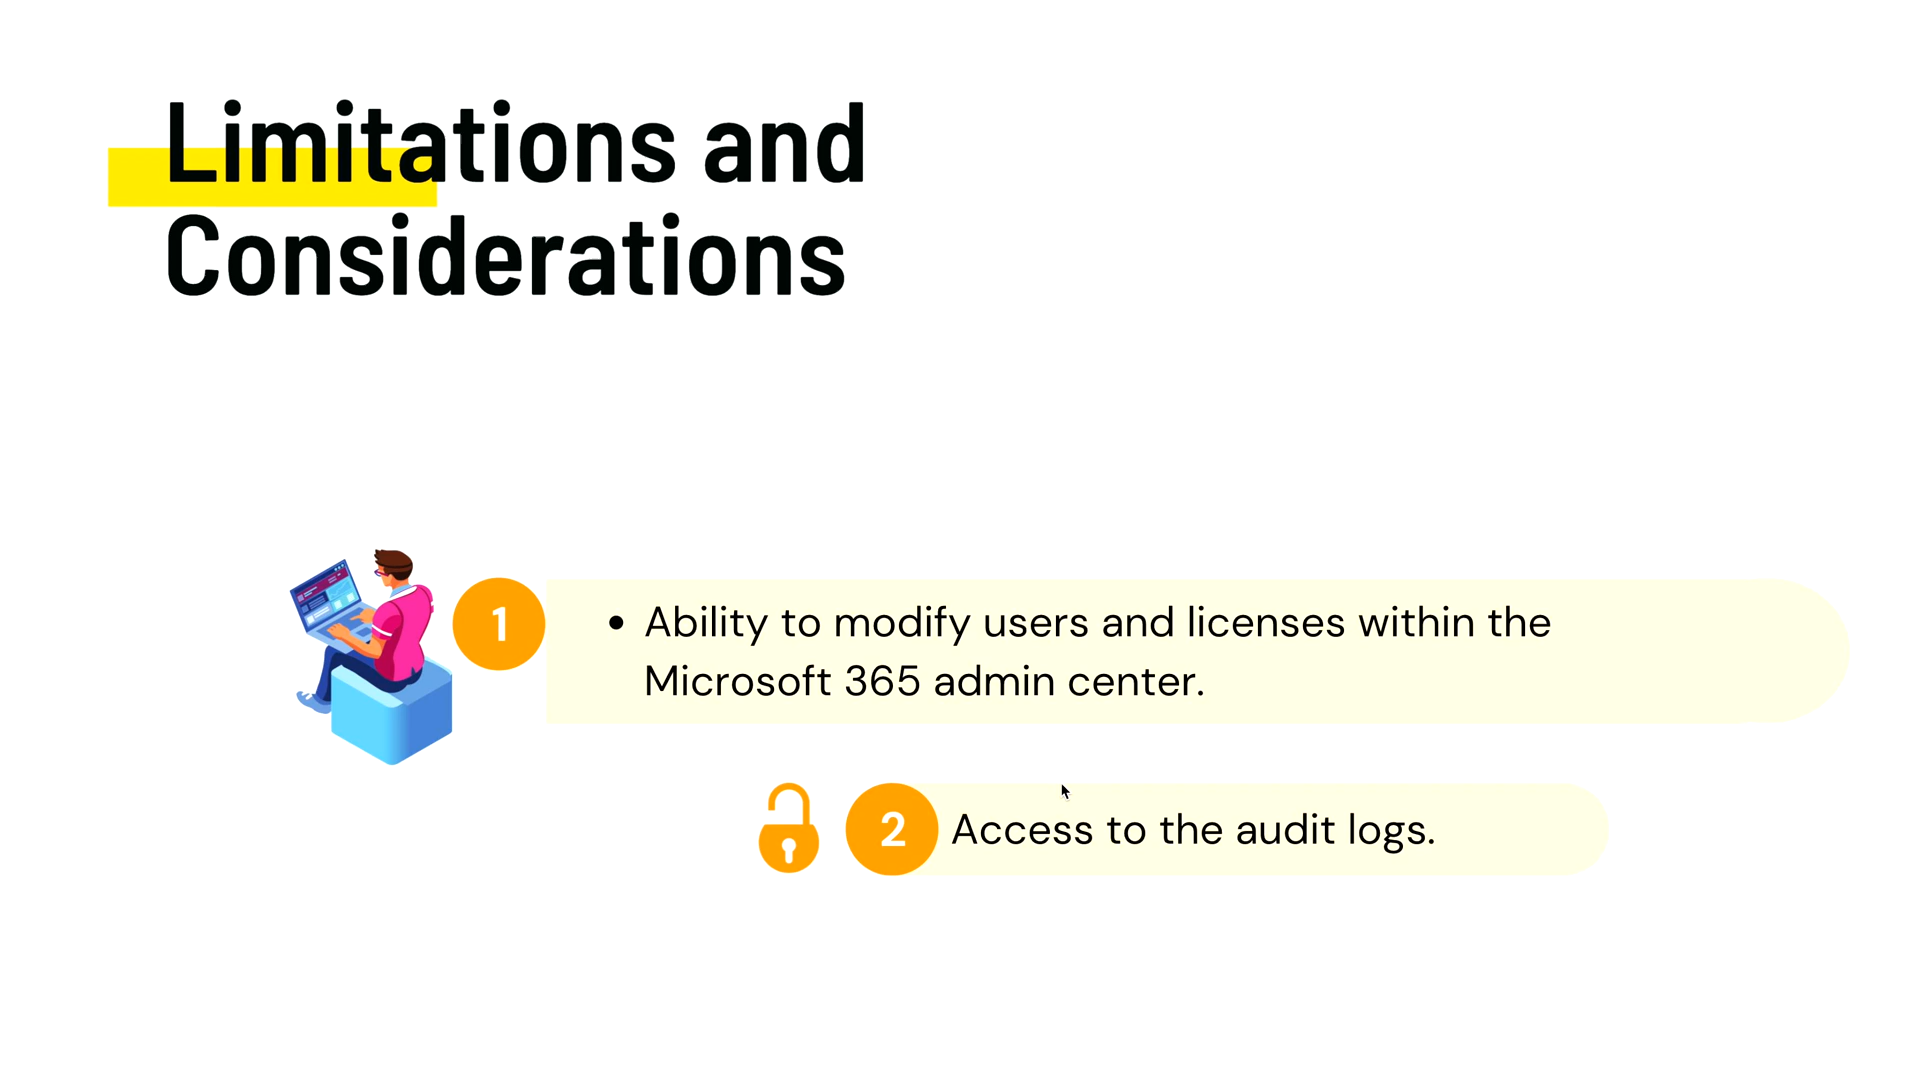 Limitations and
Considerations
1
• Ability to modify users and licenses within the
Microsoft 365 admin center.
2
Access to the audit logs.